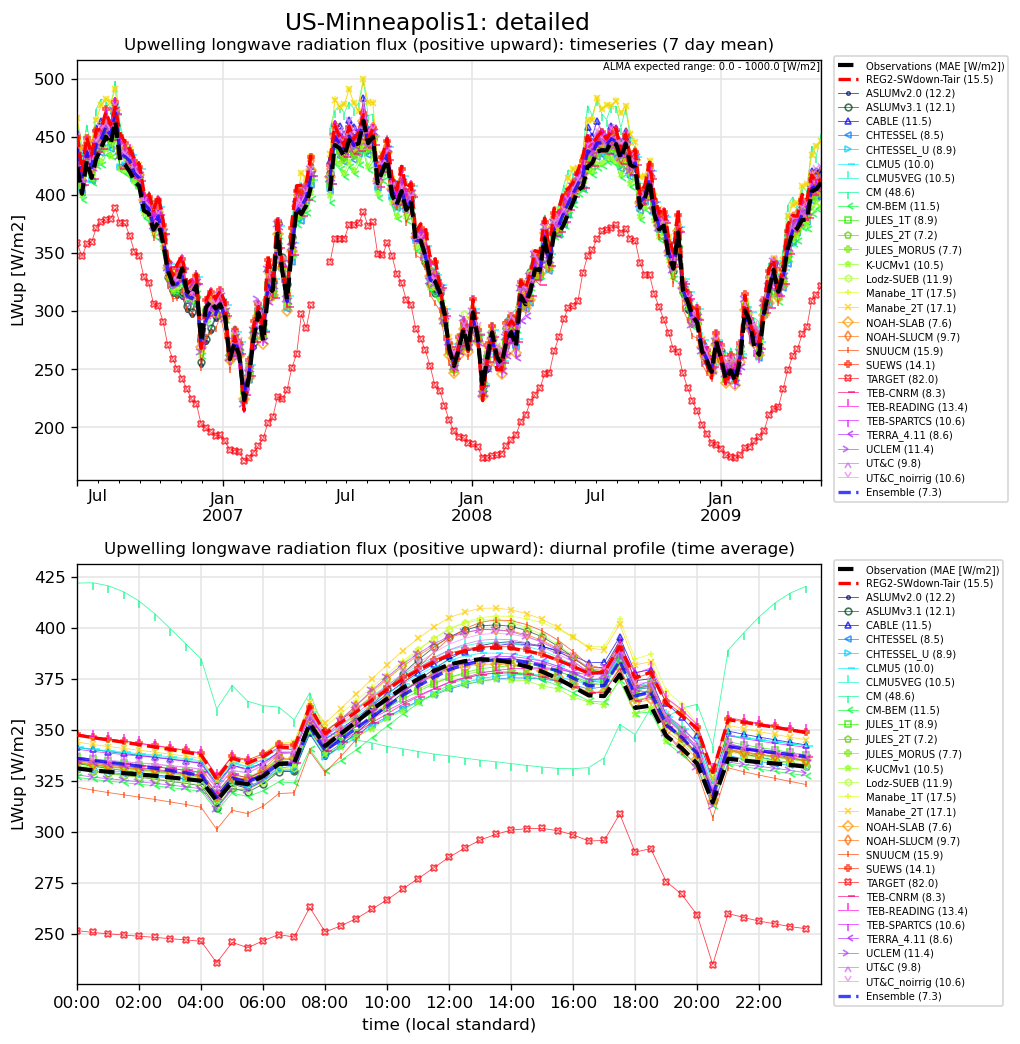 US-Minneapolis1: detailed
Upwelling longwave radiation flux (positive upward): timeseries (7 day mean)
ALMA expected range: 0.0 - 1000.0 [W/m2]
LWup [W/m2]
500
450
400
350
300
250
200
Jul
Jan
2007
Jul
Jan
2008
Jul
Jan
2009
Observations (MAE [W/m2])
REG2-SWdown-Tair (15.5)
ASLUMv2.0 (12.2)
ASLUMv3.1 (12.1)
CABLE (11.5)
CHTESSEL (8.5)
CHTESSEL_U (8.9)
CLMU5 (10.0)
CLMU5VEG (10.5)
CM (48.6)
CM-BEM (11.5)
JULES_1T (8.9)
JULES_2T (7.2)
JULES_MORUS (7.7)
K-UCMv1 (10.5)
Lodz-SUEB (11.9)
Manabe_1T (17.5)
Manabe_2T (17.1)
NOAH-SLAB (7.6)
NOAH-SLUCM (9.7)
SNUUCM (15.9)
SUEWS (14.1)
TARGET (82.0)
TEB-CNRM (8.3)
TEB-READING (13.4)
TEB-SPARTCS (10.6)
TERRA_4.11 (8.6)
UCLEM (11.4)
UT&C (9.8)
UT&C_noirrig (10.6)
Ensemble (7.3)
Upwelling longwave radiation flux (positive upward): diurnal profile (time average)
LWup [W/m2]
425
400
375
350
325
300
275
250
00:00
02:00
04:00
06:00
08:00
10:00
12:00
14:00
16:00
18:00
20:00
22:00
time (local standard)
Observation (MAE [W/m2])
REG2-SWdown-Tair (15.5)
ASLUMv2.0 (12.2)
ASLUMv3.1 (12.1)
CABLE (11.5)
CHTESSEL (8.5)
CHTESSEL_U (8.9)
CLMU5 (10.0)
CLMU5VEG (10.5)
CM (48.6)
CM-BEM (11.5)
JULES_1T (8.9)
JULES_2T (7.2)
JULES_MORUS (7.7)
K-UCMv1 (10.5)
Lodz-SUEB (11.9)
Manabe_1T (17.5)
Manabe_2T (17.1)
NOAH-SLAB (7.6)
NOAH-SLUCM (9.7)
SNUUCM (15.9)
SUEWS (14.1)
TARGET (82.0)
TEB-CNRM (8.3)
TEB-READING (13.4)
TEB-SPARTCS (10.6)
TERRA_4.11 (8.6)
UCLEM (11.4)
UT&C (9.8)
UT&C_noirrig (10.6)
Ensemble (7.3)